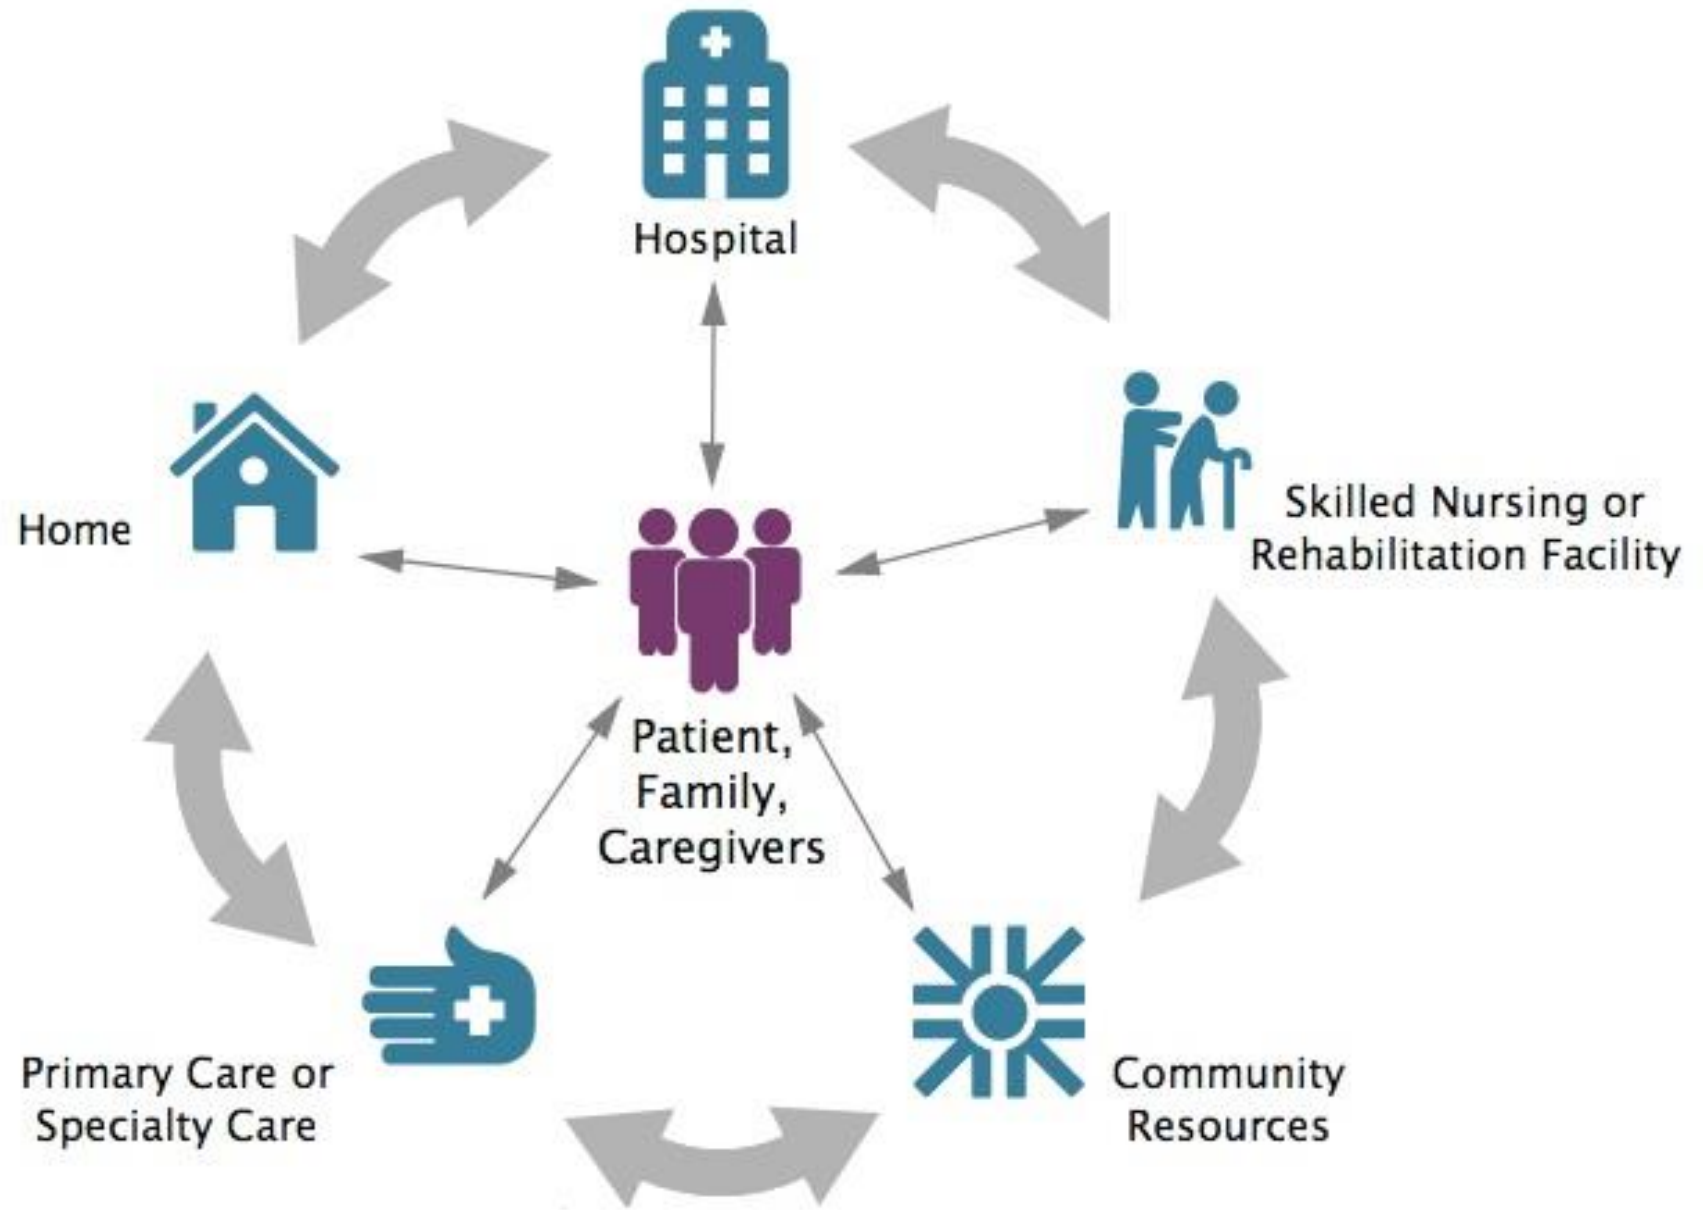 Hospital
Home
Skilled Nursing or
Rehabilitation Facility
Patient,
Family,
Caregivers
Primary Care or
Specialty Care
Community
Resources